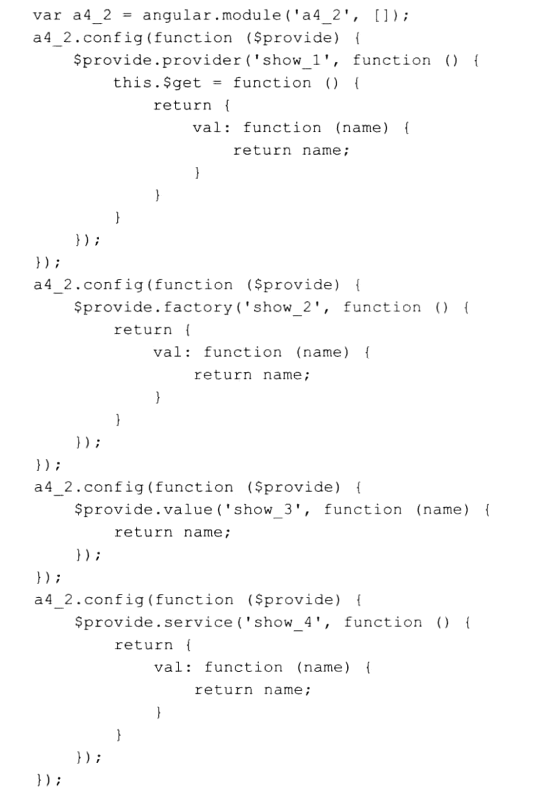 var a4_2 = angular.module('a4_2', []);
a4_2.config(function ($provide) {
    $provide.provider('show_1', function () {
        this.$get = function () {
            return {
                val: function (name) {
                    return name;
                }
            }
        }
    });
});
a4_2.config(function ($provide) {
    $provide.factory('show_2', function () {
        return {
            val: function (name) {
                return name;
            }
        }
    });
});
a4_2.config(function ($provide) {
    $provide.value('show_3', function (name) {
        return name;
    });
});
a4_2.config(function ($provide) {
    $provide.service('show_4', function () {
        return {
            val: function (name) {
                return name;
            }
        }
    });
});